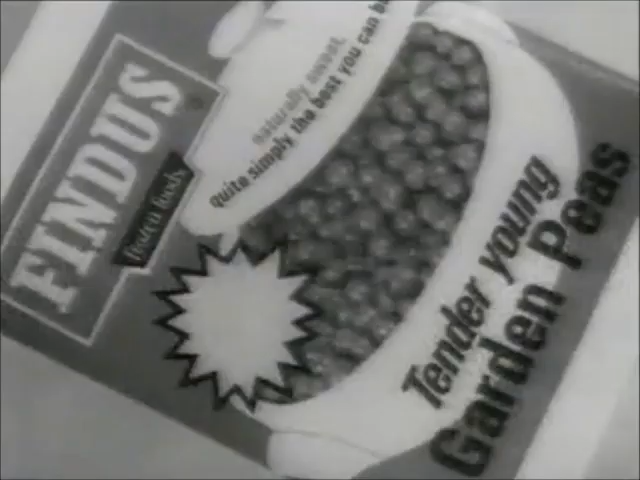 FINDUS
frozen foods
naturally sweet,
quite simply the best you can b
Tender young
Garden Peas